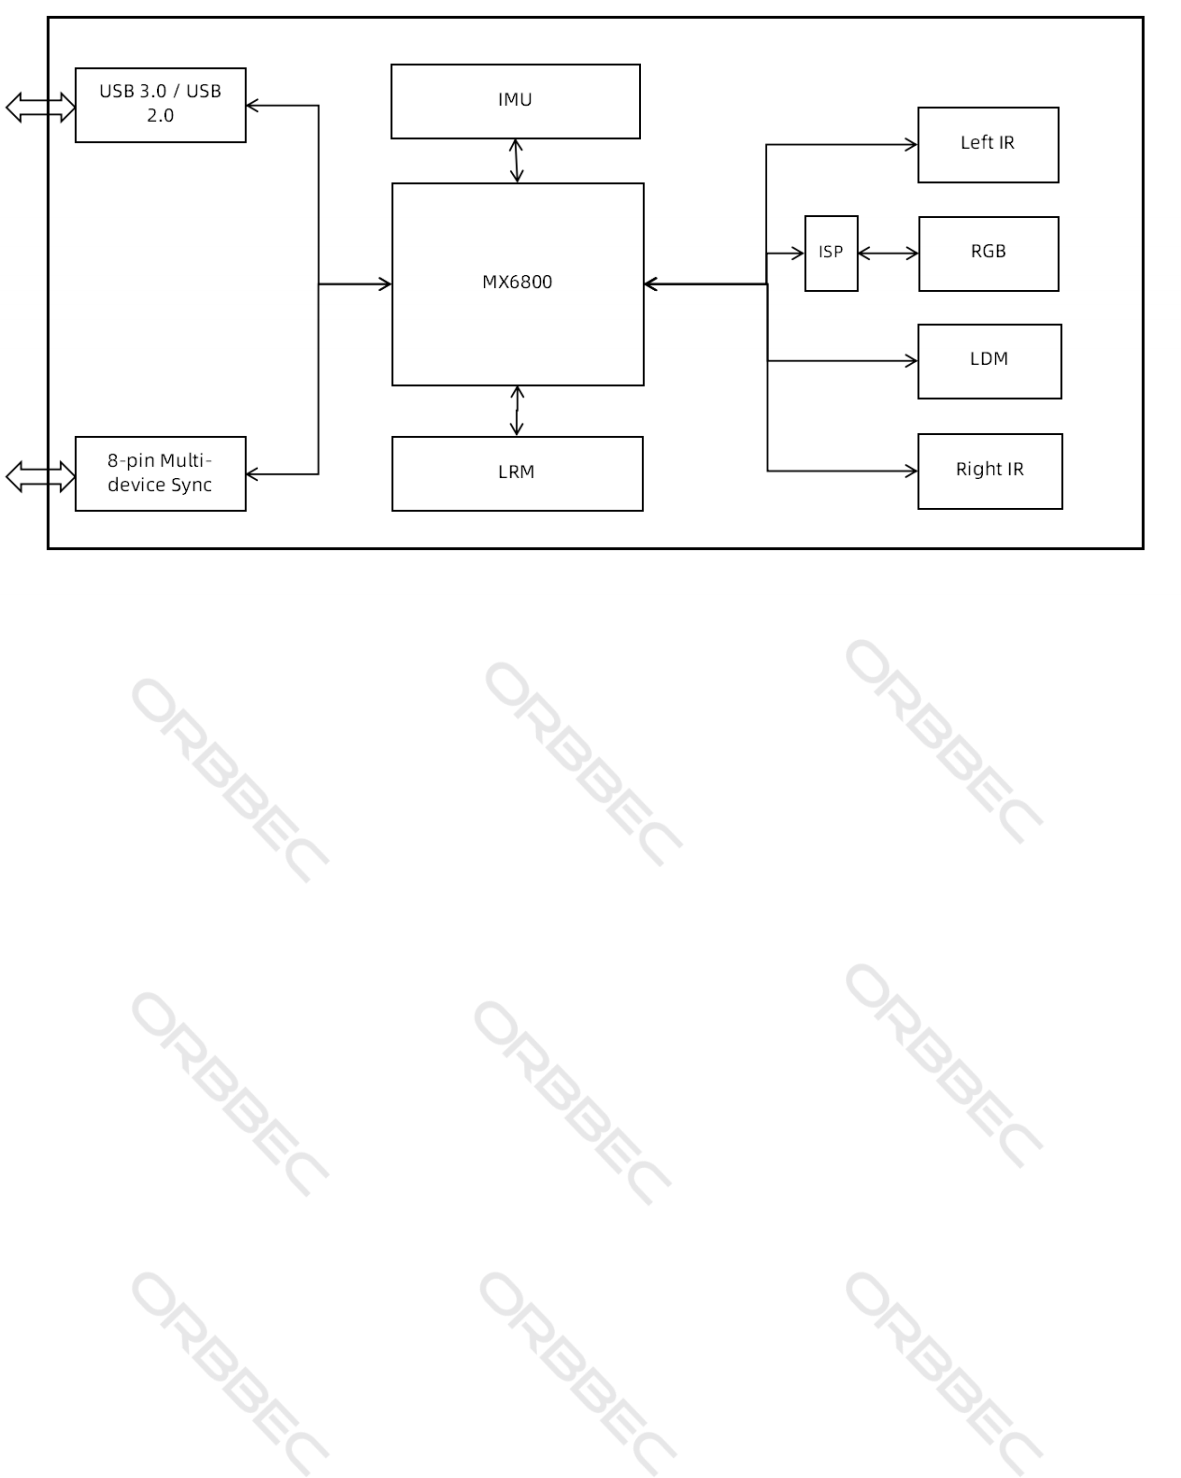 USB 3.0 / USB
2.0
IMU
Left IR
ISP
RGB
MX6800
LDM
8-pin Multi-
device Sync
LRM
Right IR
ORBBEC
ORBBEC
ORBBEC
ORBBEC
ORBBEC
ORBBEC
ORBBEC
ORBBEC
ORBBEC